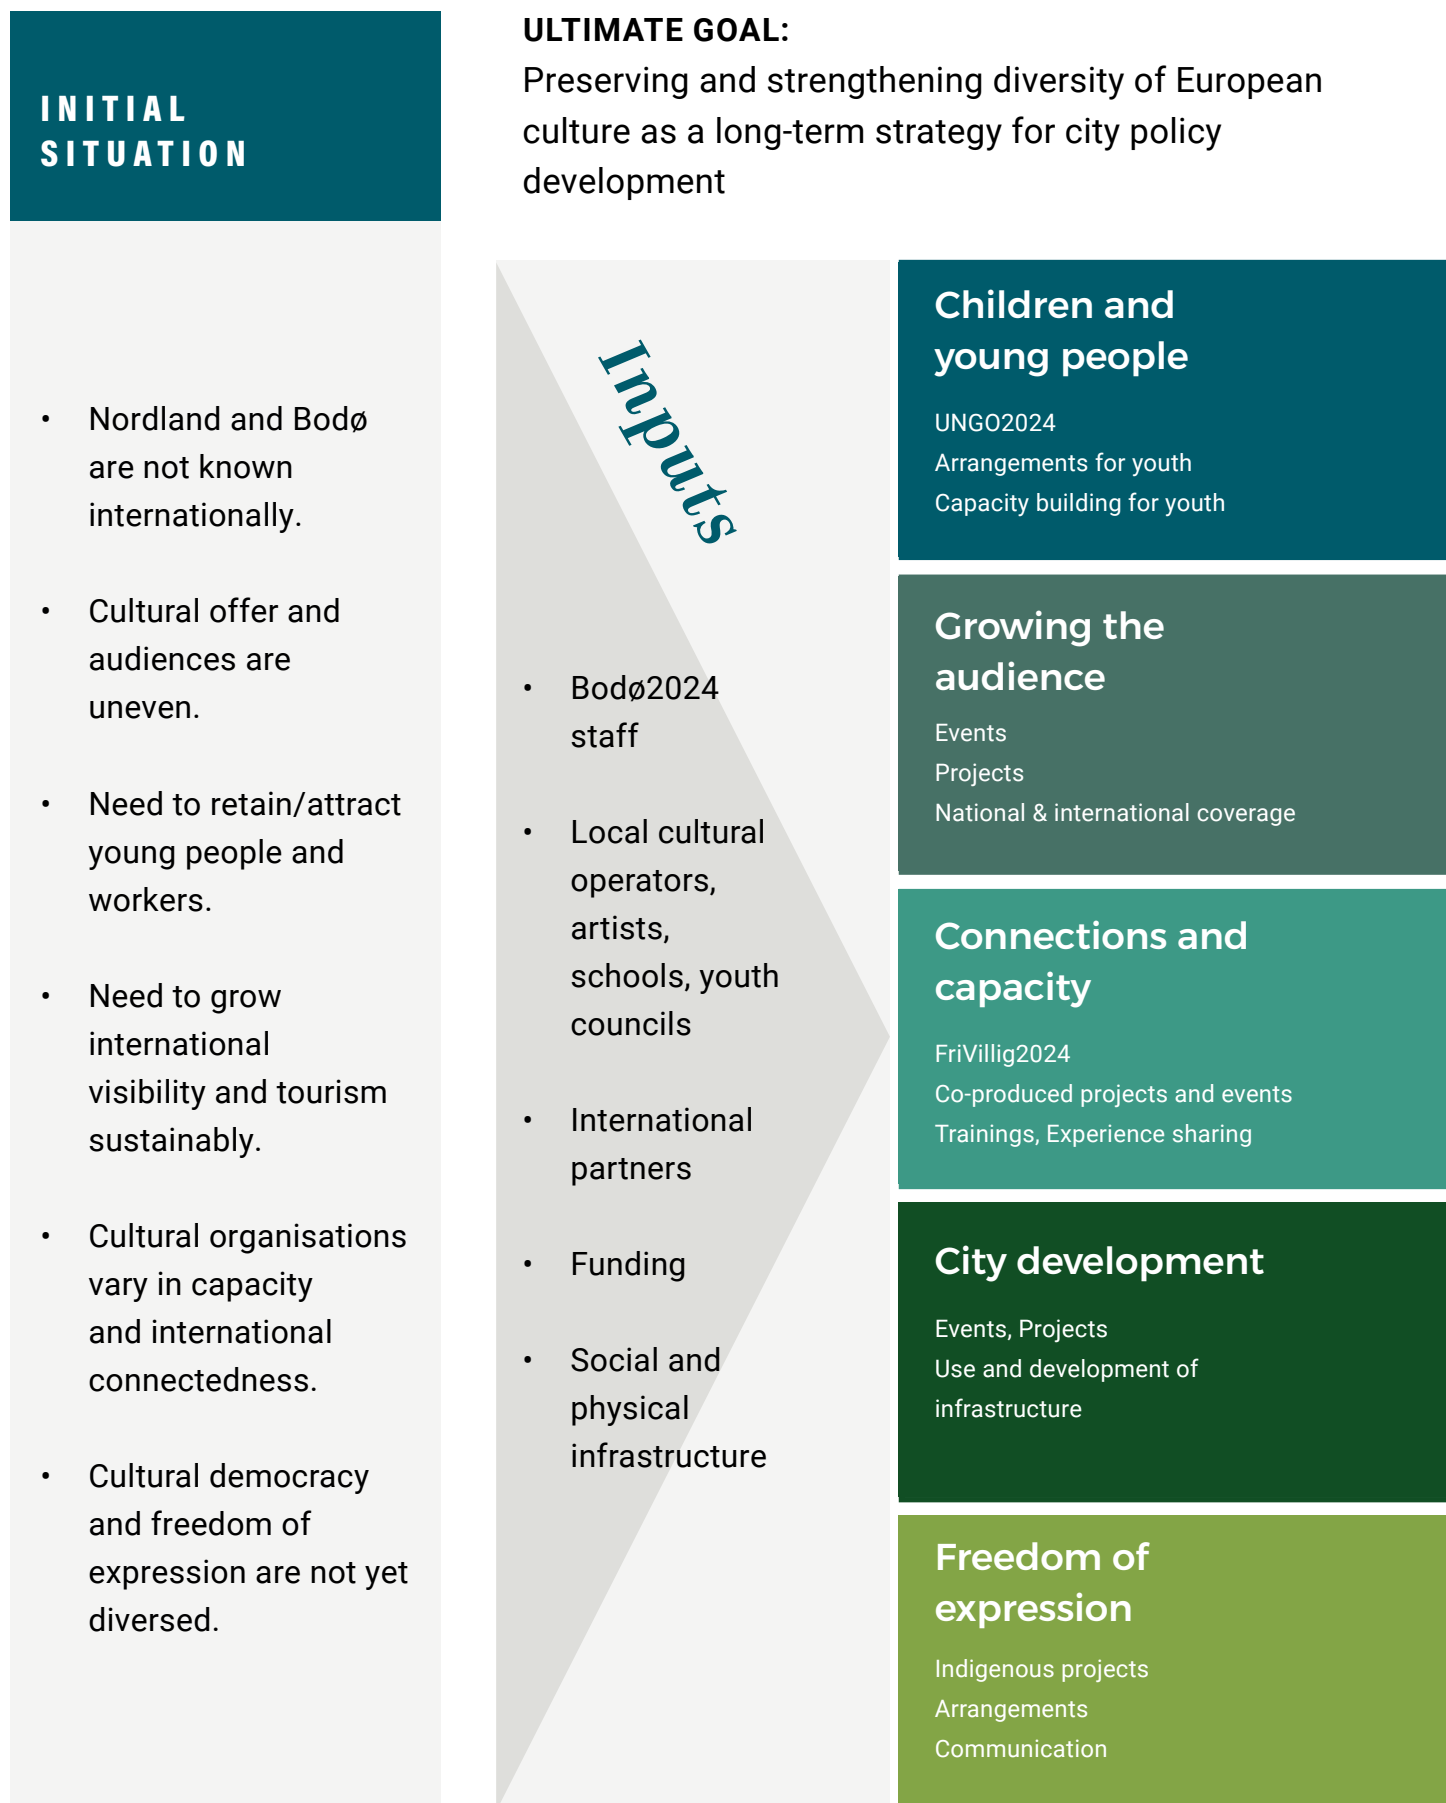 INITIAL
SITUATION
• Nordland and Bodø
are not known
internationally.
• Cultural offer and
audiences are
uneven.
• Need to retain/attract
young people and
workers.
• Need to grow
international
visibility and tourism
sustainably.
• Cultural organisations
vary in capacity
and international
connectedness.
• Cultural democracy
and freedom of
expression are not yet
diversed.
ULTIMATE GOAL:
Preserving and strengthening diversity of European
culture as a long-term strategy for city policy
development
Inputs
• Bodø2024
staff
• Local cultural
operators,
artists,
schools, youth
councils
• International
partners
• Funding
• Social and
physical
infrastructure
Children and
young people
UNGO2024
Arrangements for youth
Capacity building for youth
Growing the
audience
Events
Projects
National & international coverage
Connections and
capacity
FriVillig2024
Co-produced projects and events
Trainings, Experience sharing
City development
Events, Projects
Use and development of
infrastructure
Freedom of
expression
Indigenous projects
Arrangements
Communication